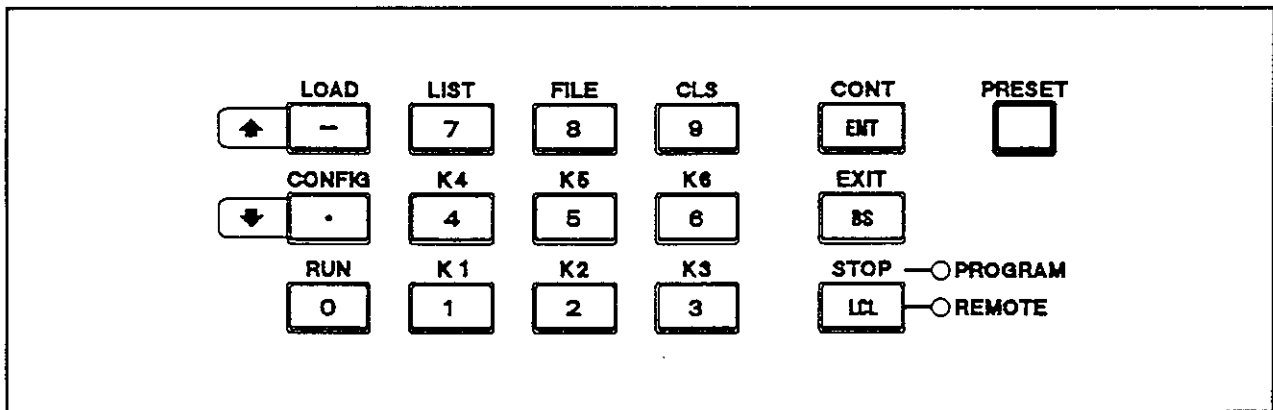 LOAD LIST FILE CLS CONT PRESET
- 7 8 9 ENT
CONFIG K4 K5 K6 EXIT
. 4 5 6 BS
RUN K1 K2 K3 STOP PROGRAM
0 1 2 3 LCL REMOTE